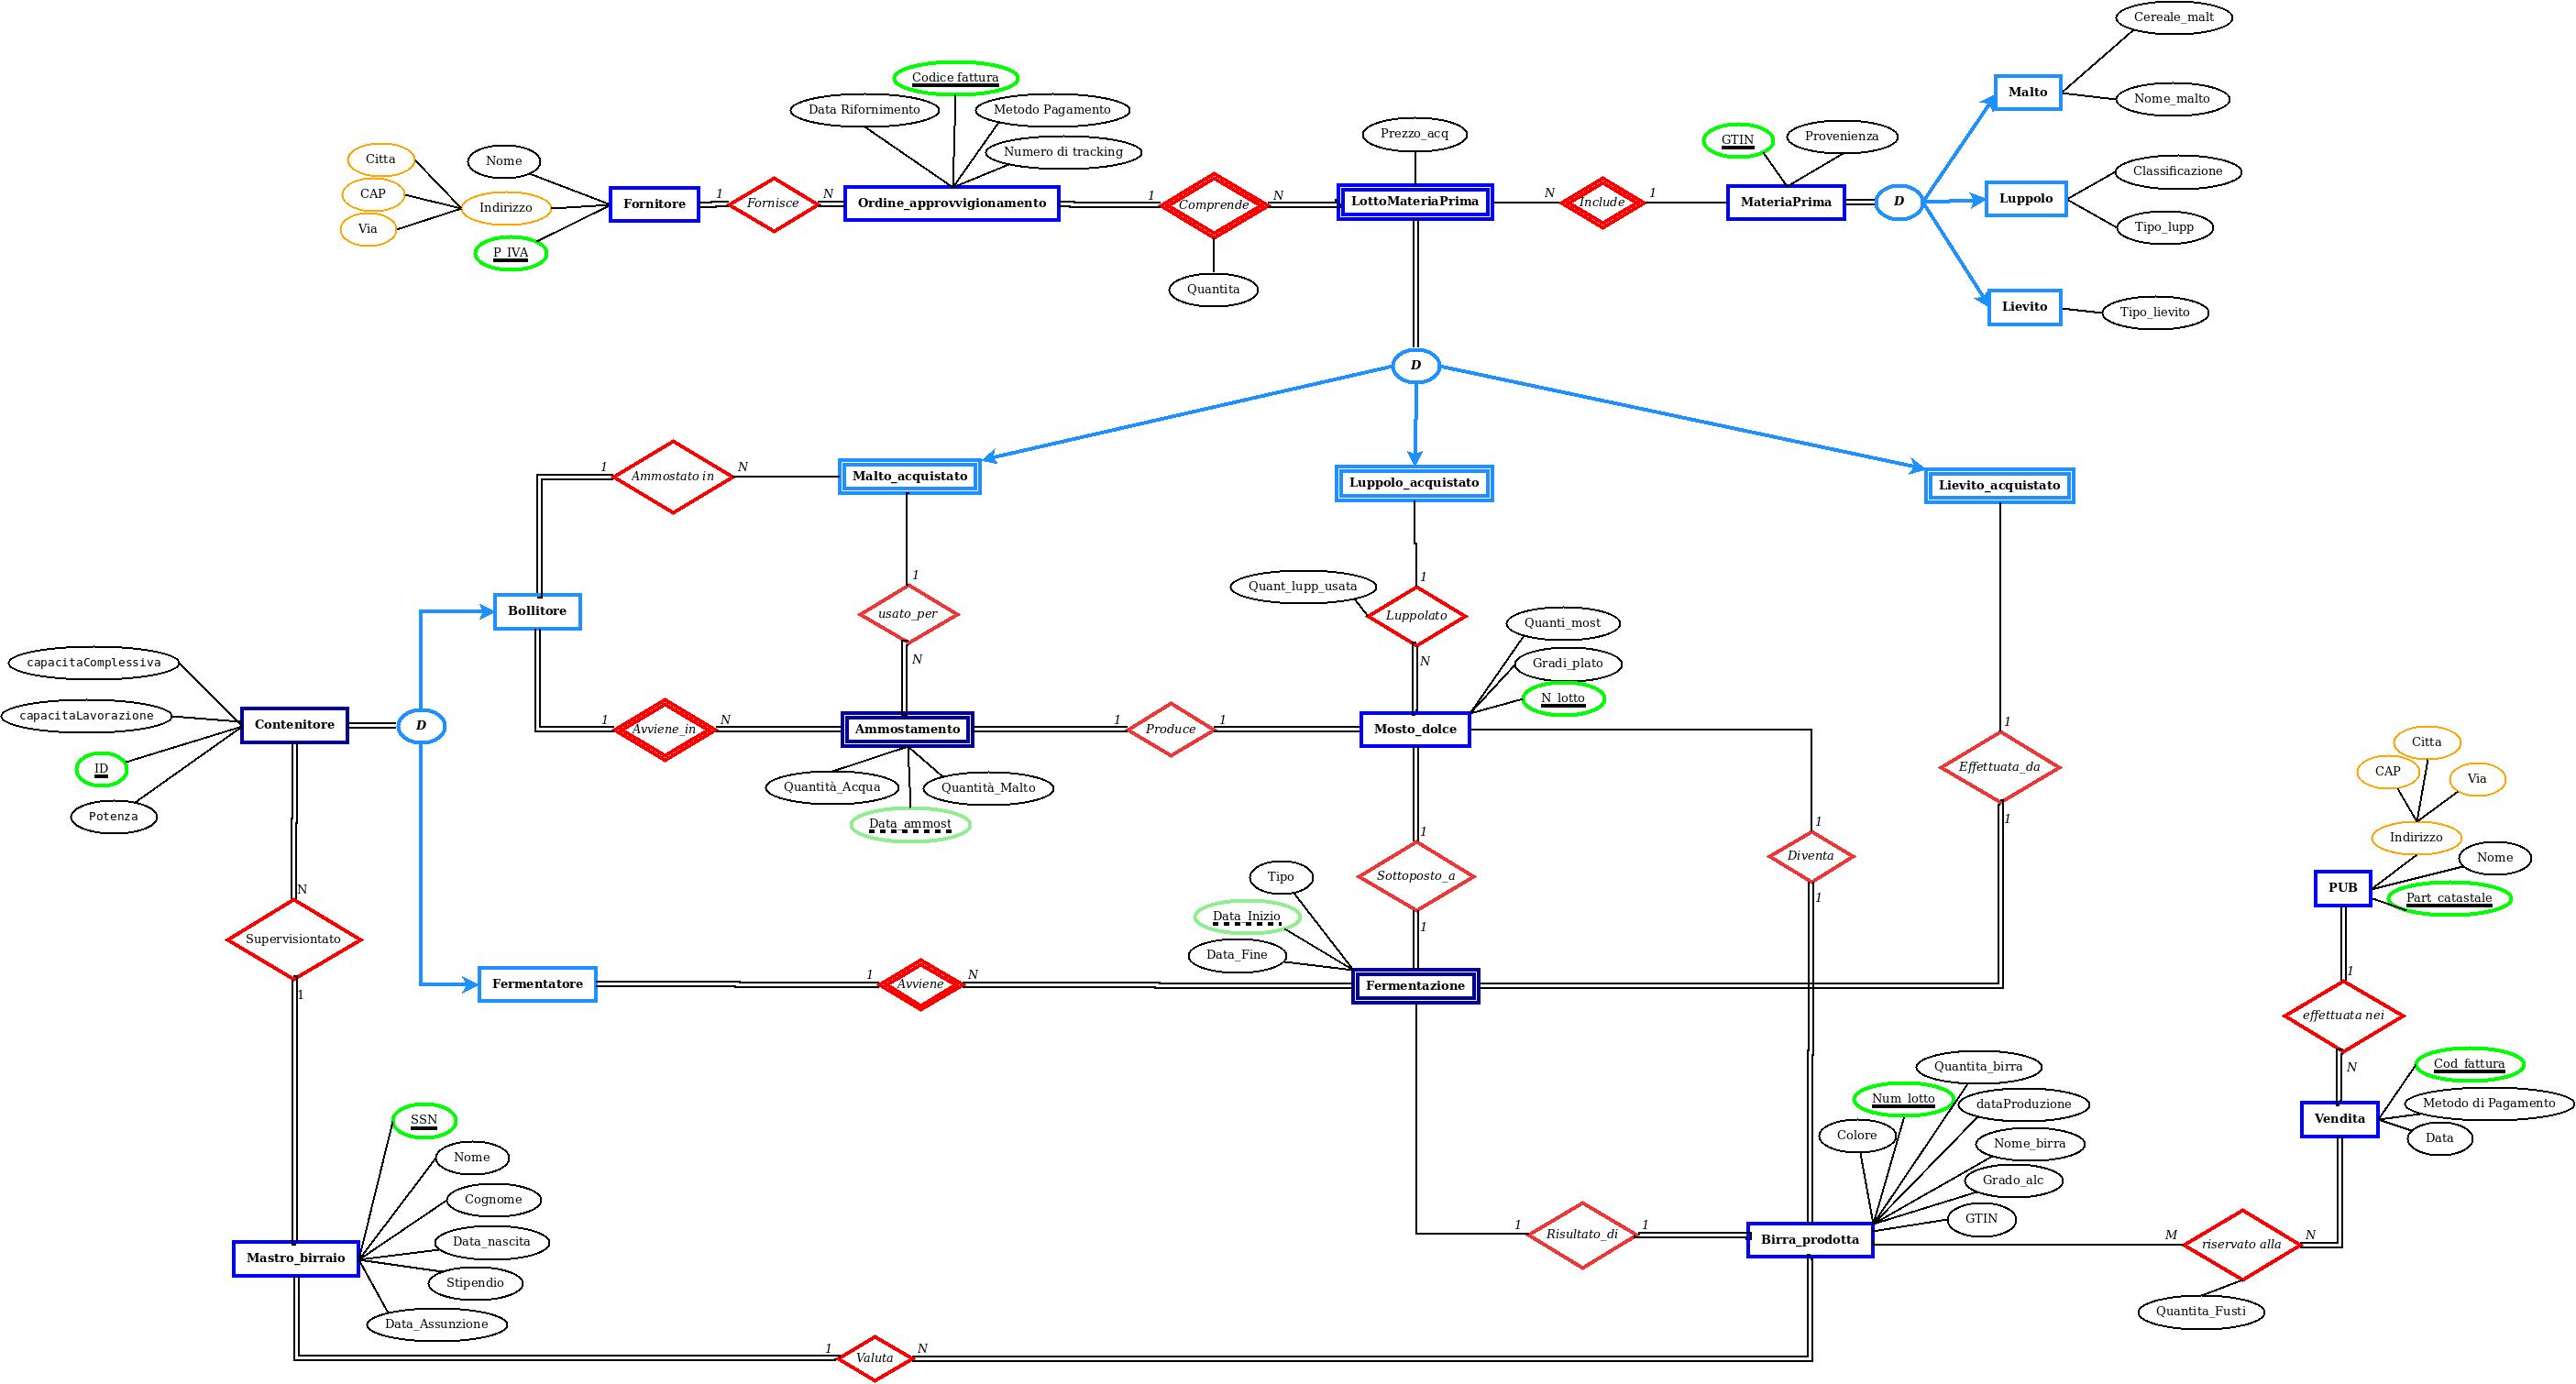 Cereale_malt
Codice fattura
Malto
Data Rifornimento
Metodo Pagamento
Nome_malto
Prezzo_acq
GTIN
Provenienza
Numero di tracking
Citta
Nome
Classificazione
CAP
Indirizzo
Fornitore
1
Fornisce
N
Ordine_approvvigionamento
1
Comprende
N
LottoMateriaPrima
N
Include
1
MateriaPrima
D
Luppolo
Via
Tipo_lupp
P_IVA
Quantita
Lievito
Tipo_lievito
D
1
Ammostato in
N
Malto_acquistato
Luppolo_acquistato
Lievito_acquistato
1
1
Quant_lupp_usata
Bollitore
usato_per
Luppolato
Quanti_most
N
N
Gradi_plato
capacitaComplessiva
N_lotto
capacitaLavorazione
Contenitore
D
1
Avviene_in
N
Ammostamento
1
Produce
1
Mosto_dolce
1
Citta
ID
Effettuata_da
CAP
Via
Quantità_Acqua
Quantità_Malto
Potenza
Data_ammost
1
1
1
Indirizzo
Diventa
Nome
Tipo
Sottoposto_a
N
PUB
1
Part_catastale
Data_Inizio
1
Supervisiontato
Data_Fine
1
Fermentatore
1
Avviene
N
Fermentazione
1
effettuata nei
N
Quantita_birra
Cod_fattura
Num_lotto
dataProduzione
Metodo di Pagamento
SSN
Vendita
Colore
Nome_birra
Data
Nome
Grado_alc
Cognome
GTIN
1
Risultato_di
1
Birra_prodotta
M
riservato alla
N
Data_nascita
Mastro_birraio
Stipendio
Quantita_Fusti
Data_Assunzione
1
Valuta
N